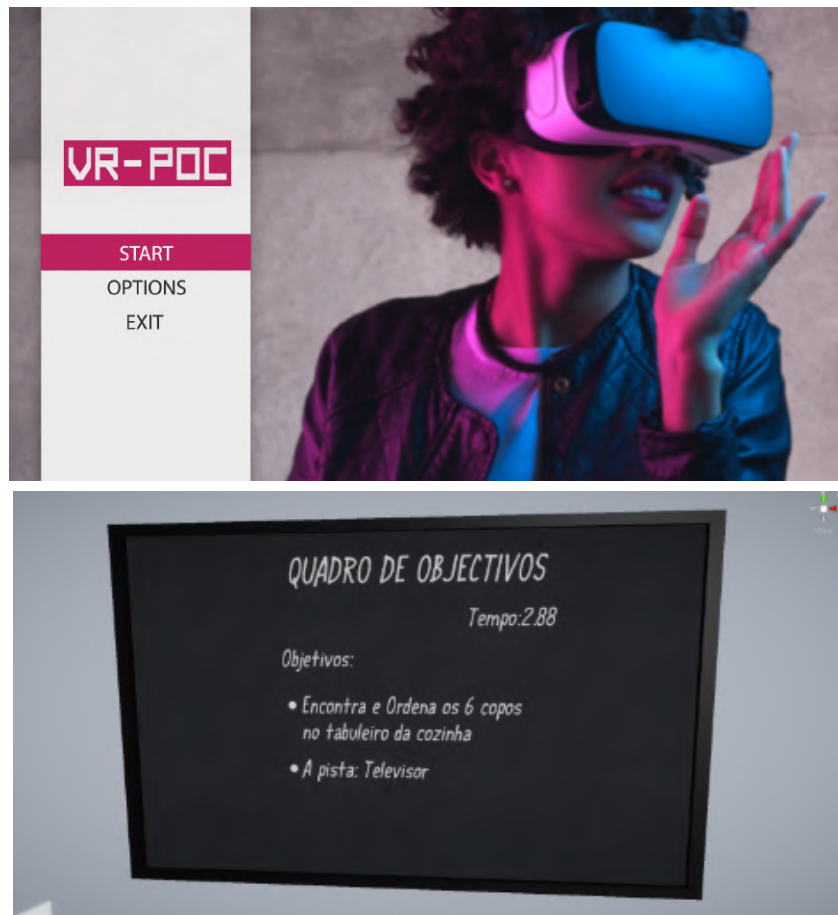 VR-POC
START
OPTIONS
EXIT
QUADRO DE OBJECTIVOS
Tempo:2.88
Objetivos:
• Encontra e Ordena os 6 copos
no tabuleiro da cozinha
• A pista: Televisor